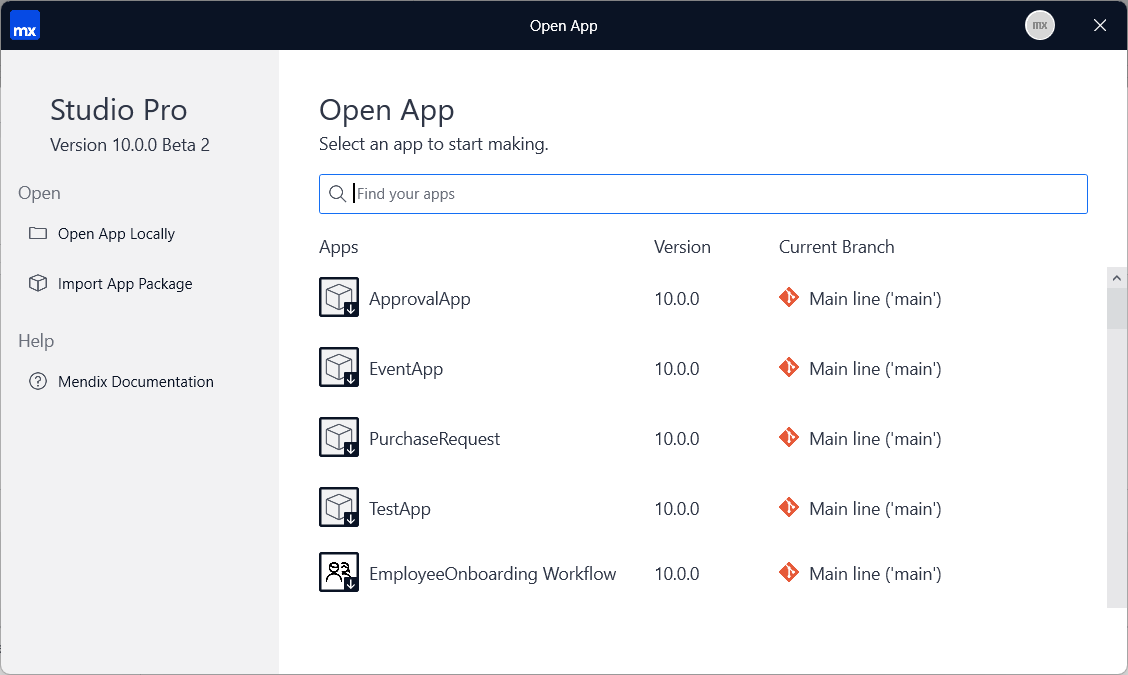 mx
Open App
mx
Studio Pro
Version 10.0.0 Beta 2
Open
Open App Locally
Import App Package
Help
Mendix Documentation
Open App
Select an app to start making.
Find your apps
Apps Version Current Branch
ApprovalApp 10.0.0 Main line ('main')
EventApp 10.0.0 Main line ('main')
PurchaseRequest 10.0.0 Main line ('main')
TestApp 10.0.0 Main line ('main')
EmployeeOnboarding Workflow 10.0.0 Main line ('main')